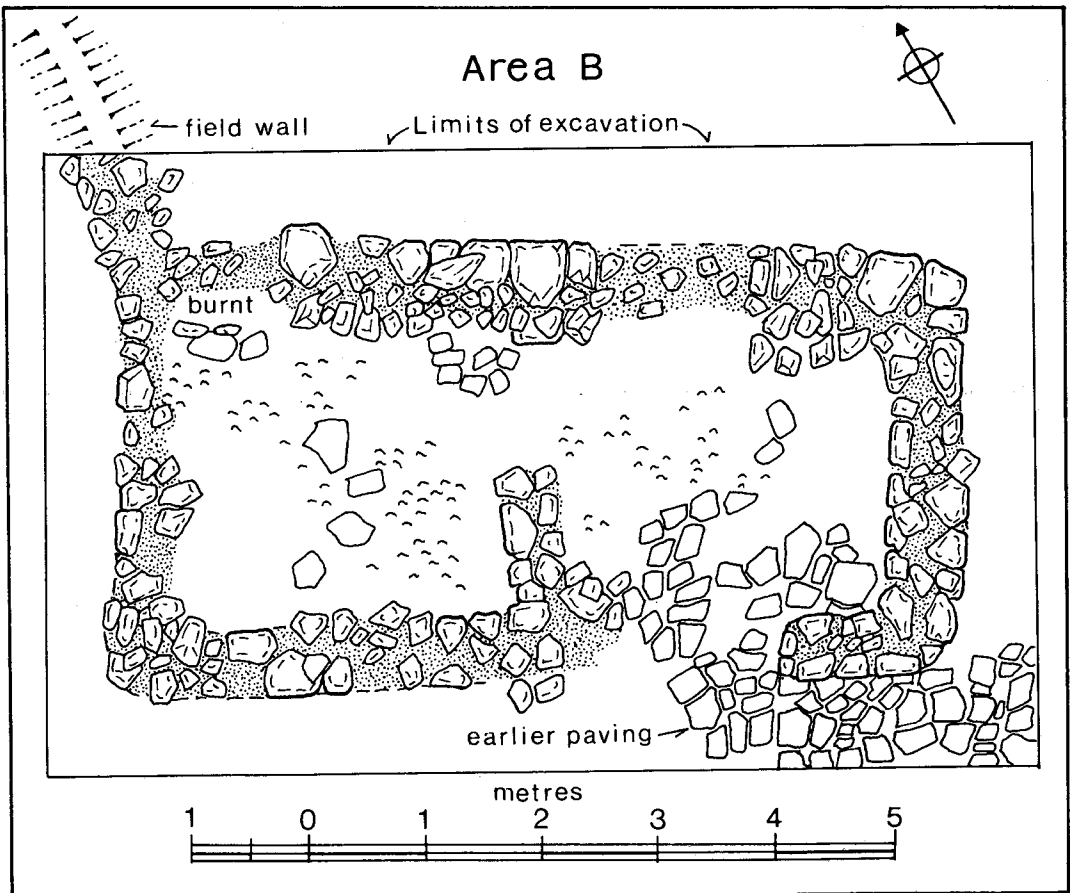 Area B
field wall
Limits of excavation
burnt
earlier paving
metres
1 0 1 2 3 4 5